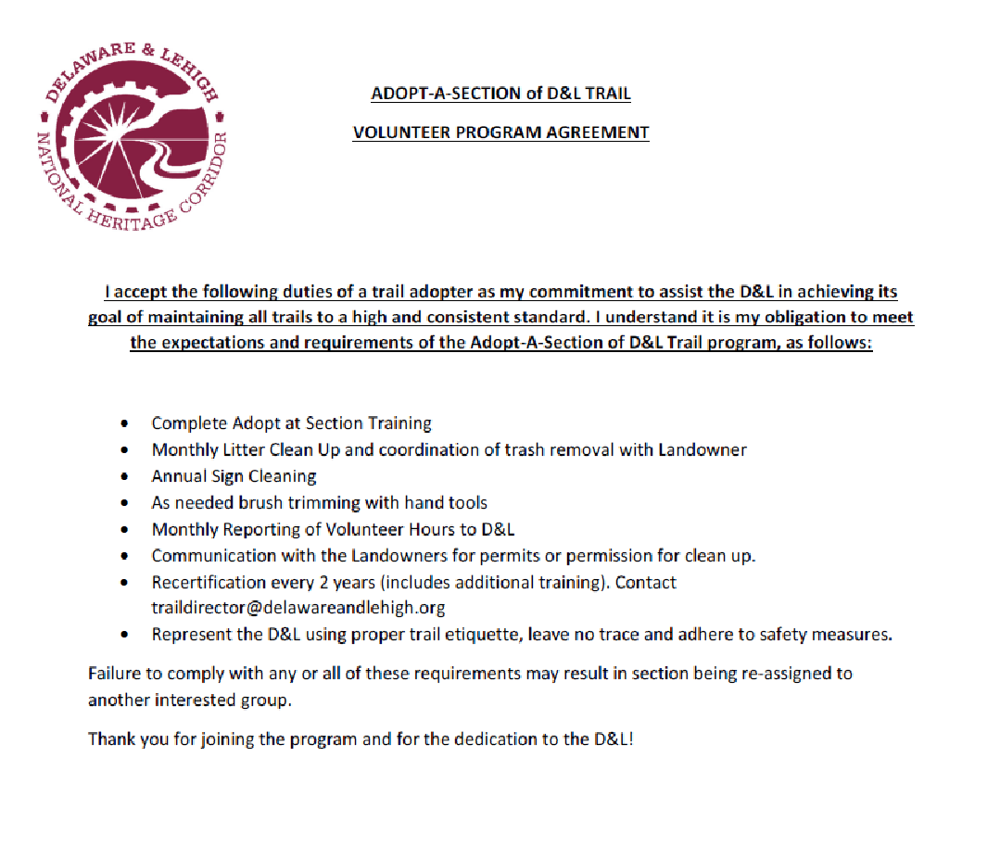 DELAWARE & LEHIGH
NATIONAL HERITAGE CORRIDOR
ADOPT-A-SECTION of D&L TRAIL
VOLUNTEER PROGRAM AGREEMENT
I accept the following duties of a trail adopter as my commitment to assist the D&L in achieving its
goal of maintaining all trails to a high and consistent standard. I understand it is my obligation to meet
the expectations and requirements of the Adopt-A-Section of D&L Trail program, as follows:
• Complete Adopt at Section Training
• Monthly Litter Clean Up and coordination of trash removal with Landowner
• Annual Sign Cleaning
• As needed brush trimming with hand tools
• Monthly Reporting of Volunteer Hours to D&L
• Communication with the Landowners for permits or permission for clean up.
• Recertification every 2 years (includes additional training). Contact
traildirector@delawareandlehigh.org
• Represent the D&L using proper trail etiquette, leave no trace and adhere to safety measures.
Failure to comply with any or all of these requirements may result in section being re-assigned to
another interested group.
Thank you for joining the program and for the dedication to the D&L!